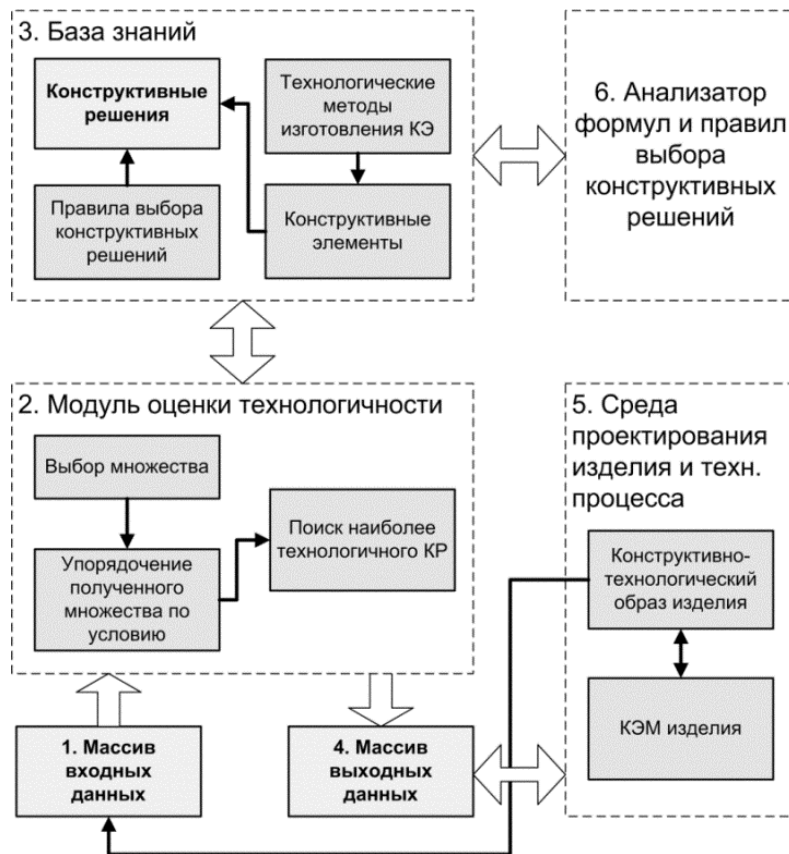 3. База знаний
Конструктивные
решения
Технологические
методы
изготовления КЭ
Правила выбора
конструктивных
решений
Конструктивные
элементы
6. Анализатор
формул и правил
выбора
конструктивных
решений
2. Модуль оценки технологичности
Выбор множества
Упорядочение
полученного
множества по
условию
Поиск наиболее
технологичного КР
5. Среда
проектирования
изделия и техн.
процесса
Конструктивно-
технологический
образ изделия
КЭМ изделия
1. Массив
входных
данных
4. Массив
выходных
данных